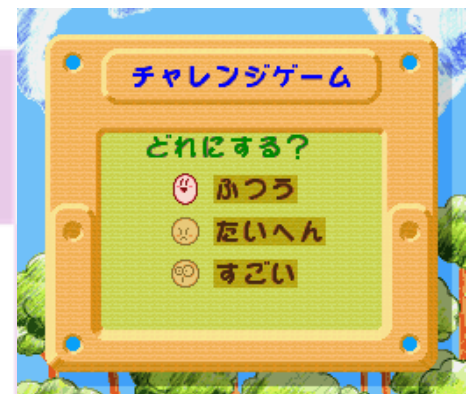 チャレンジゲーム
どれにする?
ふつう
たいへん
すごい